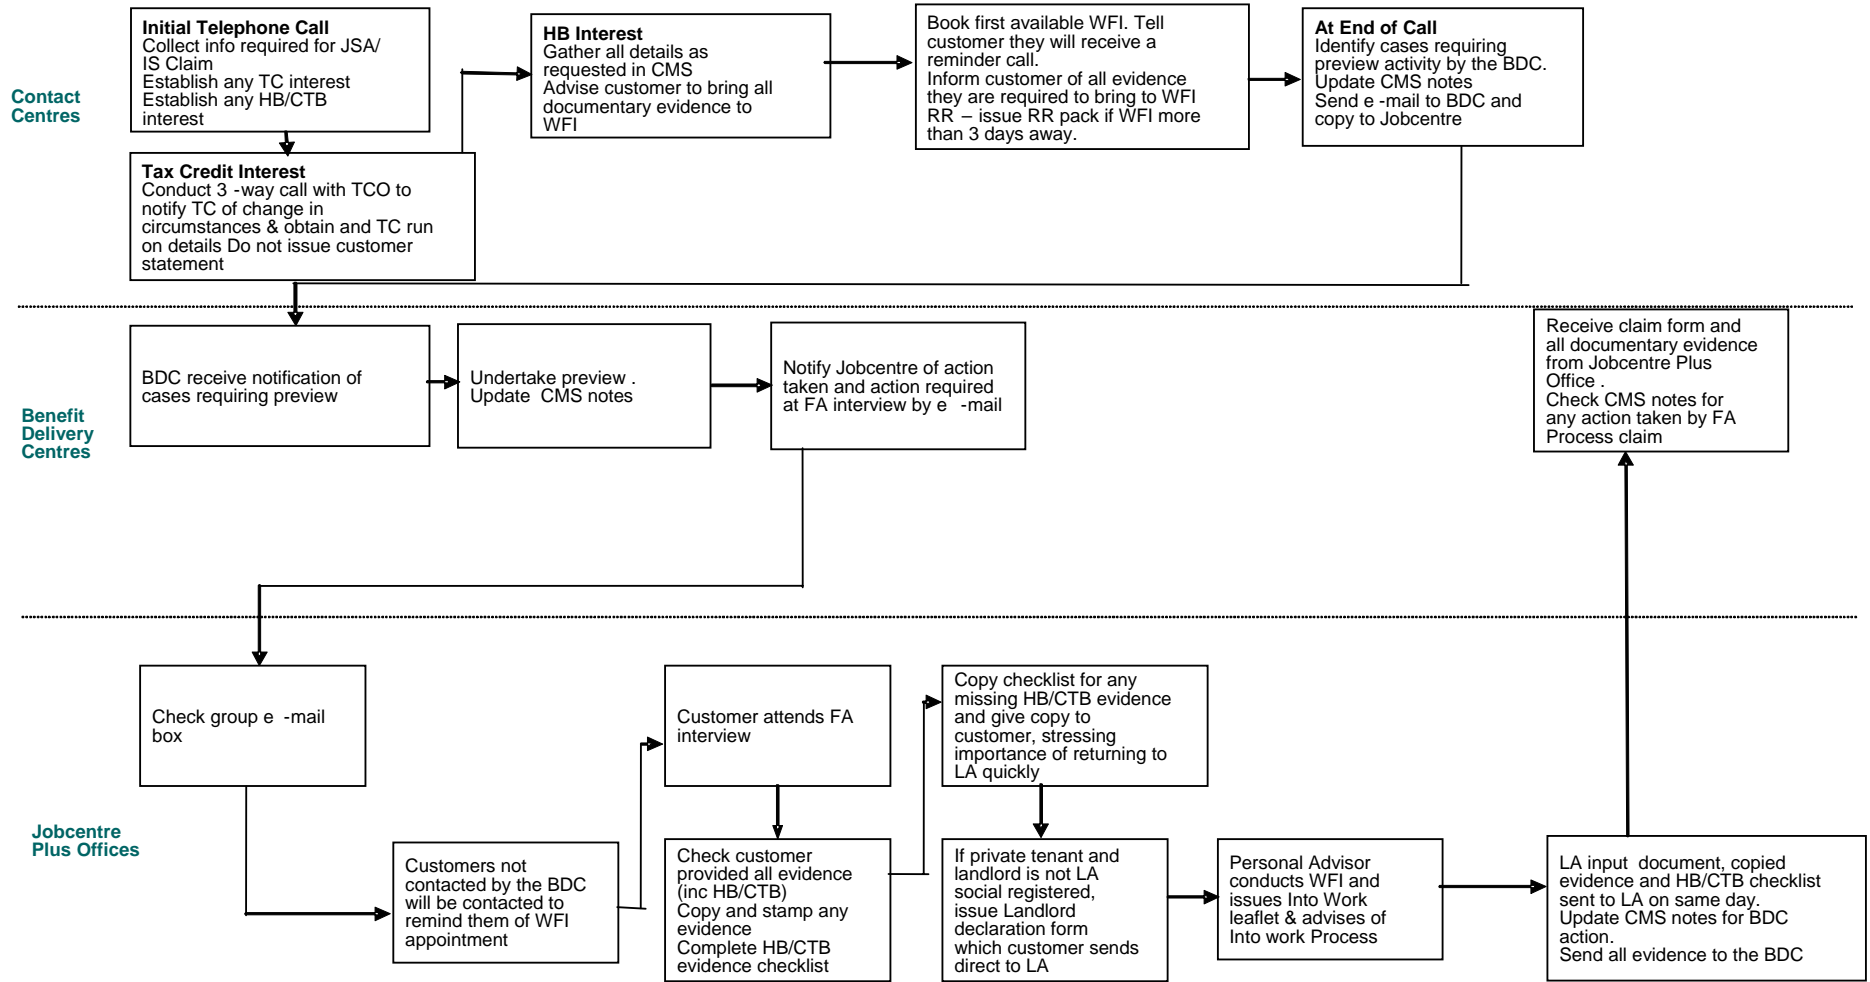 Contact
Centres
Initial Telephone Call
Collect info required for JSA/
IS Claim
Establish any TC interest
Establish any HB/CTB
interest
Tax Credit Interest
Conduct 3 -way call with TCO to
notify TC of change in
circumstances & obtain and TC run
on details Do not issue customer
statement
HB Interest
Gather all details as
requested in CMS
Advise customer to bring all
documentary evidence to
WFI
Book first available WFI. Tell
customer they will receive a
reminder call.
Inform customer of all evidence
they are required to bring to WFI
RR – issue RR pack if WFI more
than 3 days away.
At End of Call
Identify cases requiring
preview activity by the BDC.
Update CMS notes
Send e -mail to BDC and
copy to Jobcentre
Benefit
Delivery
Centres
BDC receive notification of
cases requiring preview
Undertake preview .
Update CMS notes
Notify Jobcentre of action
taken and action required
at FA interview by e -mail
Receive claim form and
all documentary evidence
from Jobcentre Plus
Office .
Check CMS notes for
any action taken by FA
Process claim
Jobcentre
Plus Offices
Check group e -mail
box
Customers not
contacted by the BDC
will be contacted to
remind them of WFI
appointment
Customer attends FA
interview
Check customer
provided all evidence
(inc HB/CTB)
Copy and stamp any
evidence
Complete HB/CTB
evidence checklist
Copy checklist for any
missing HB/CTB evidence
and give copy to
customer, stressing
importance of returning to
LA quickly
If private tenant and
landlord is not LA
social registered,
issue Landlord
declaration form
which customer sends
direct to LA
Personal Advisor
conducts WFI and
issues Into Work
leaflet & advises of
Into work Process
LA input document, copied
evidence and HB/CTB checklist
sent to LA on same day.
Update CMS notes for BDC
action.
Send all evidence to the BDC